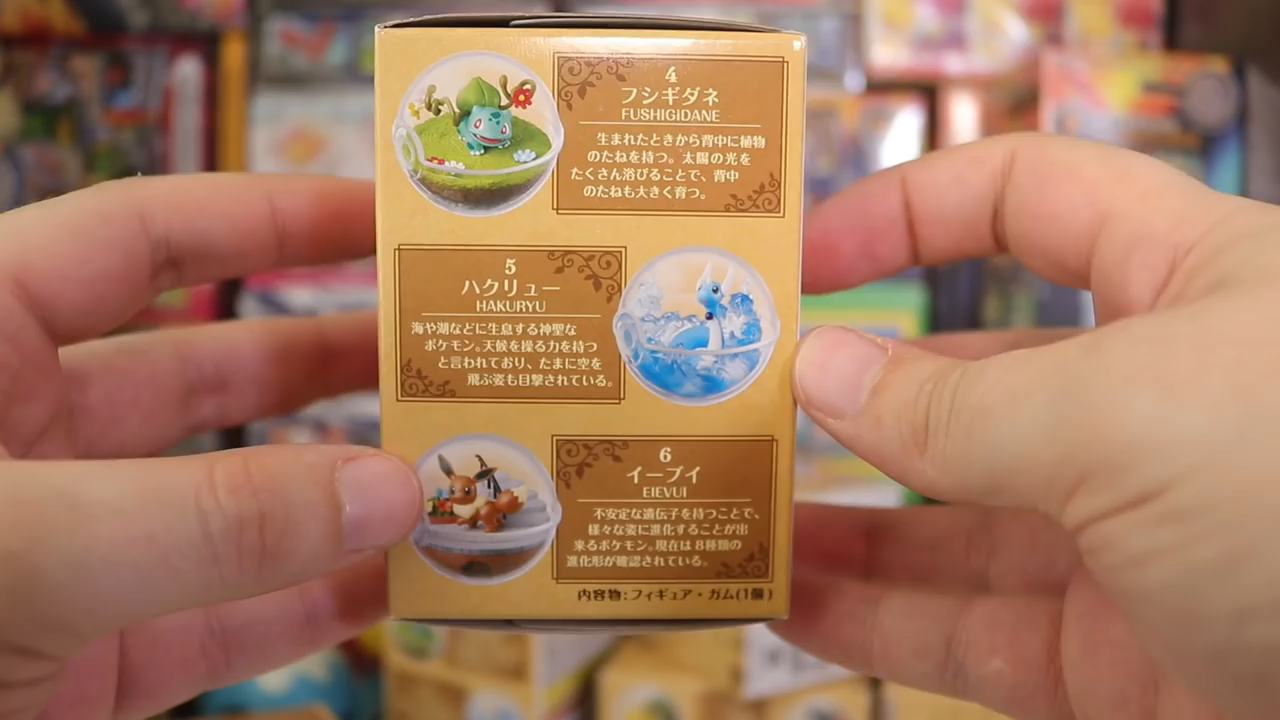 4
フシギダネ
FUSHIGIDANE
生まれたときから背中に植物
のたねを持つ。太陽の光を
たくさん浴びることで、背中
のたねも大きく育つ。
5
ハクリュー
HAKURYU
海や湖などに生息する神聖な
ポケモン。天候を操る力を持つ
と言われており、たまに空を
飛ぶ姿も目撃されている。
6
イーブイ
EIEVUI
不安定な遺伝子を持つことで、
様々な姿に進化することが出
来るポケモン。現在は8種類の
進化形が確認されている。
内容物:フィギュア・ガム(1個)